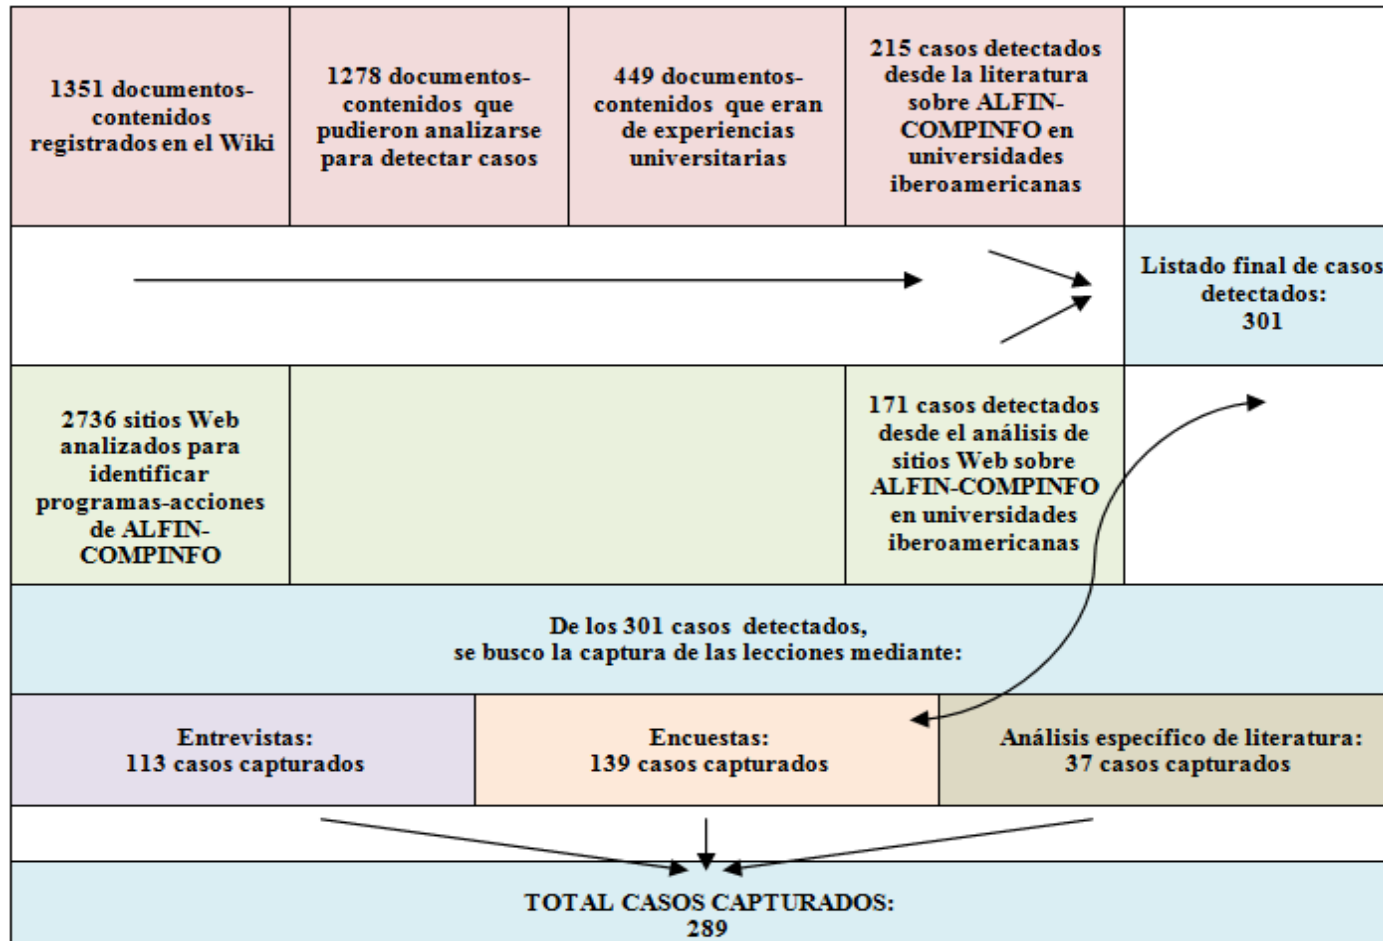 1351 documentos-
contenidos
registrados en el Wiki
1278 documentos-
contenidos que
pudieron analizarse
para detectar casos
449 documentos-
contenidos que eran
de experiencias
universitarias
215 casos detectados
desde la literatura
sobre ALFIN-
COMPINFO en
universidades
iberoamericanas
Listado final de casos
detectados:
301
2736 sitios Web
analizados para
identificar
programas-acciones
de ALFIN-
COMPINFO
171 casos detectados
desde el análisis de
sitios Web sobre
ALFIN-COMPINFO
en universidades
iberoamericanas
De los 301 casos detectados,
se busco la captura de las lecciones mediante:
Entrevistas:
113 casos capturados
Encuestas:
139 casos capturados
Análisis específico de literatura:
37 casos capturados
TOTAL CASOS CAPTURADOS:
289